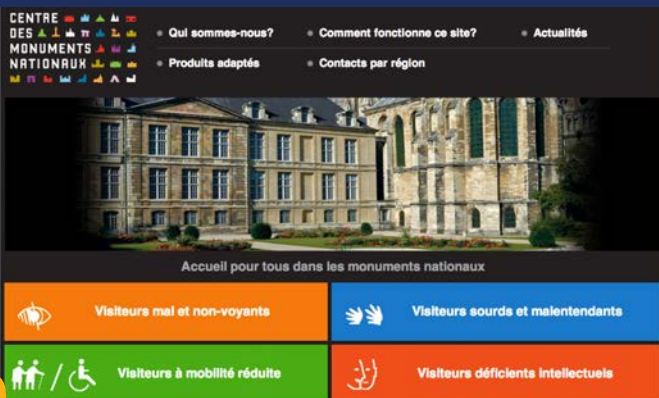 CENTRE
DES
MONUMENTS
NATIONAUX
Qui sommes-nous?
Comment fonctionne ce site?
Actualités
Produits adaptés
Contacts par région
Accueil pour tous dans les monuments nationaux
Visiteurs mal et non-voyants
Visiteurs sourds et malentendants
Visiteurs à mobilité réduite
Visiteurs déficients intellectuels